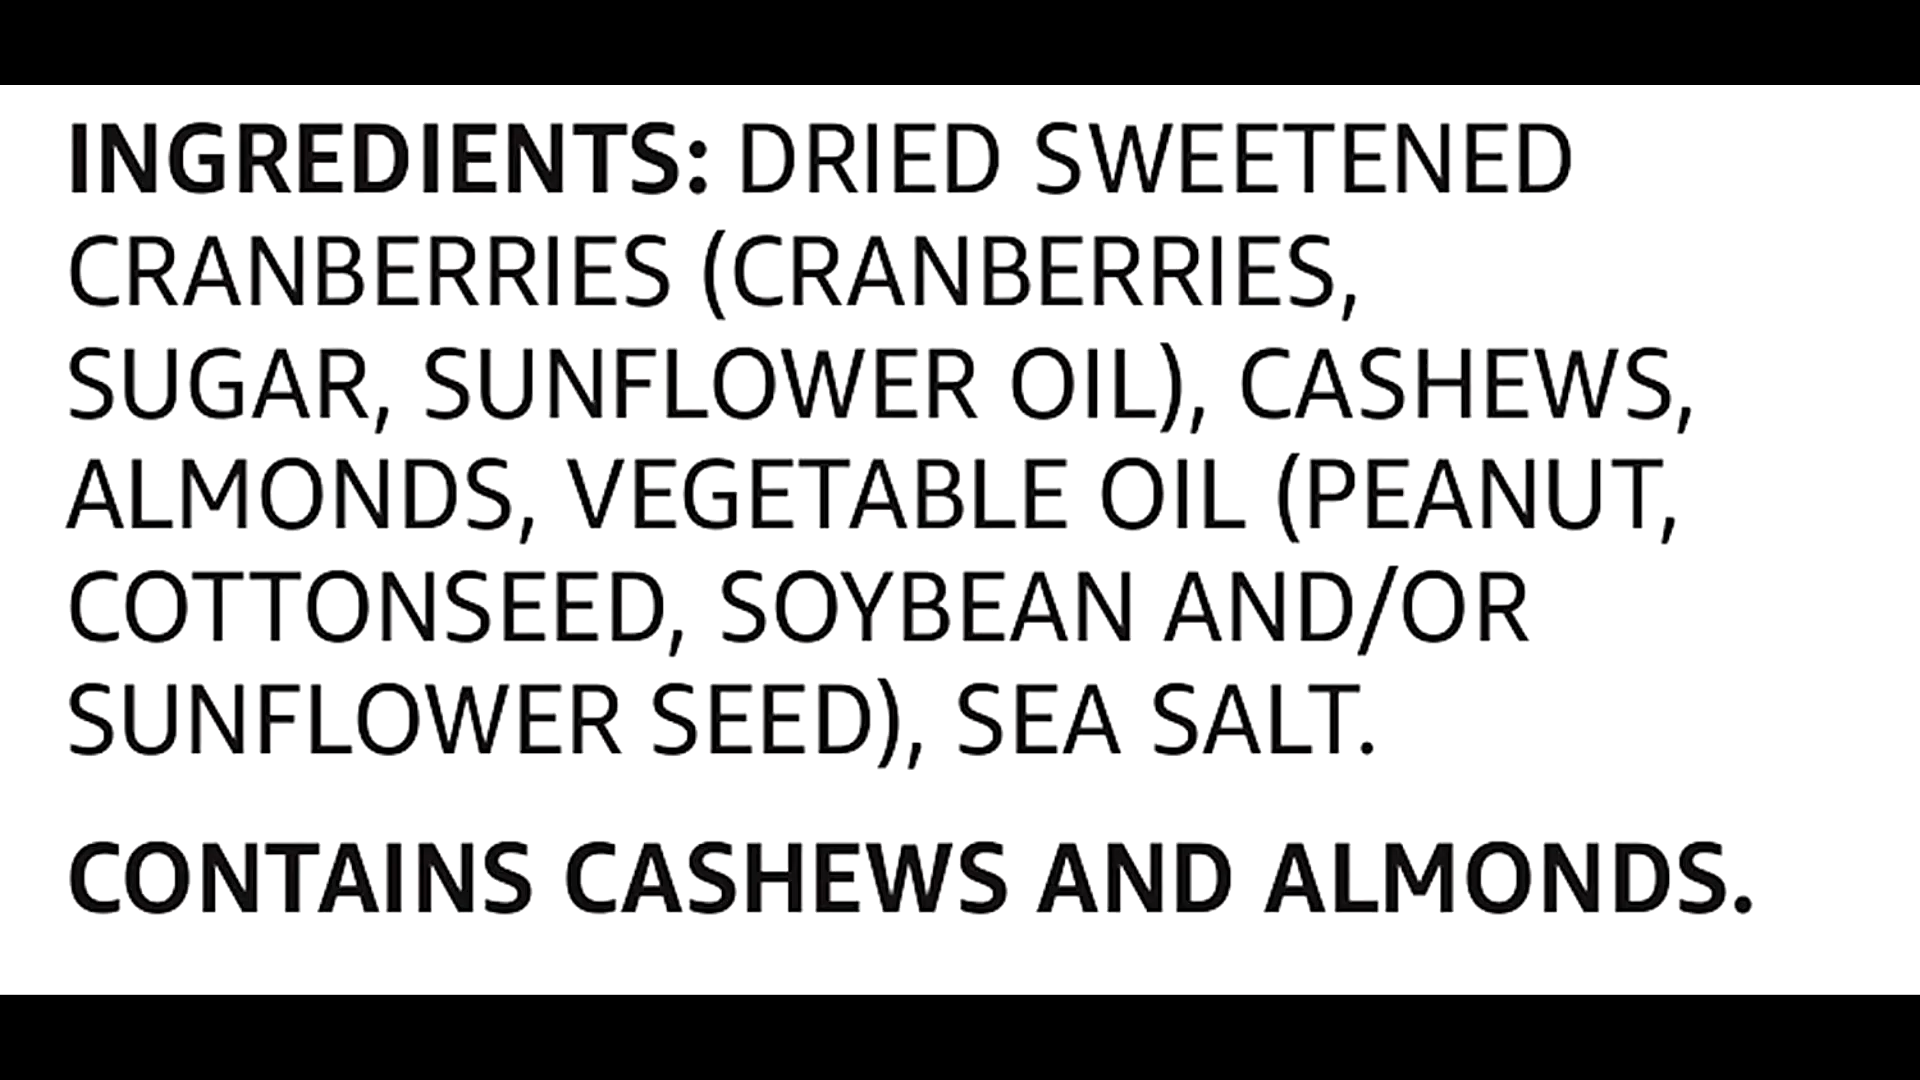 INGREDIENTS: DRIED SWEETENED
CRANBERRIES (CRANBERRIES,
SUGAR, SUNFLOWER OIL), CASHEWS,
ALMONDS, VEGETABLE OIL (PEANUT,
COTTONSEED, SOYBEAN AND/OR
SUNFLOWER SEED), SEA SALT.
CONTAINS CASHEWS AND ALMONDS.